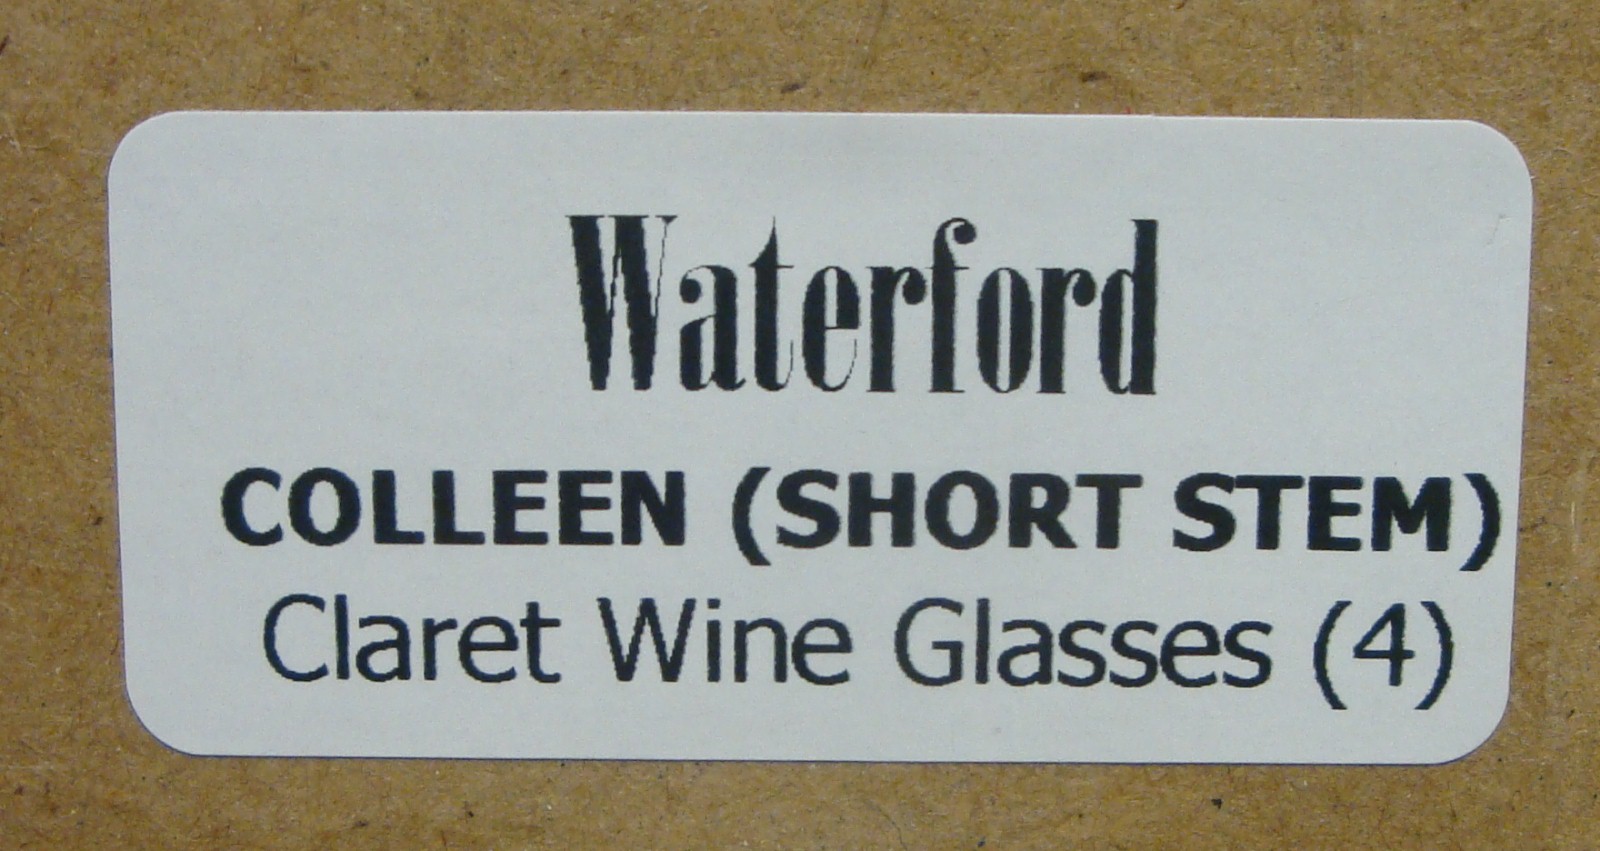 Waterford
COLLEEN (SHORT STEM)
Claret Wine Glasses (4)